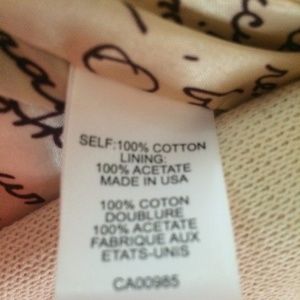 SELF:100% COTTON
LINING:
100% ACETATE
MADE IN USA
100% COTON
DOUBLURE
100% ACETATE
FABRIQUE AUX
ETATS-UNIS
CA00985